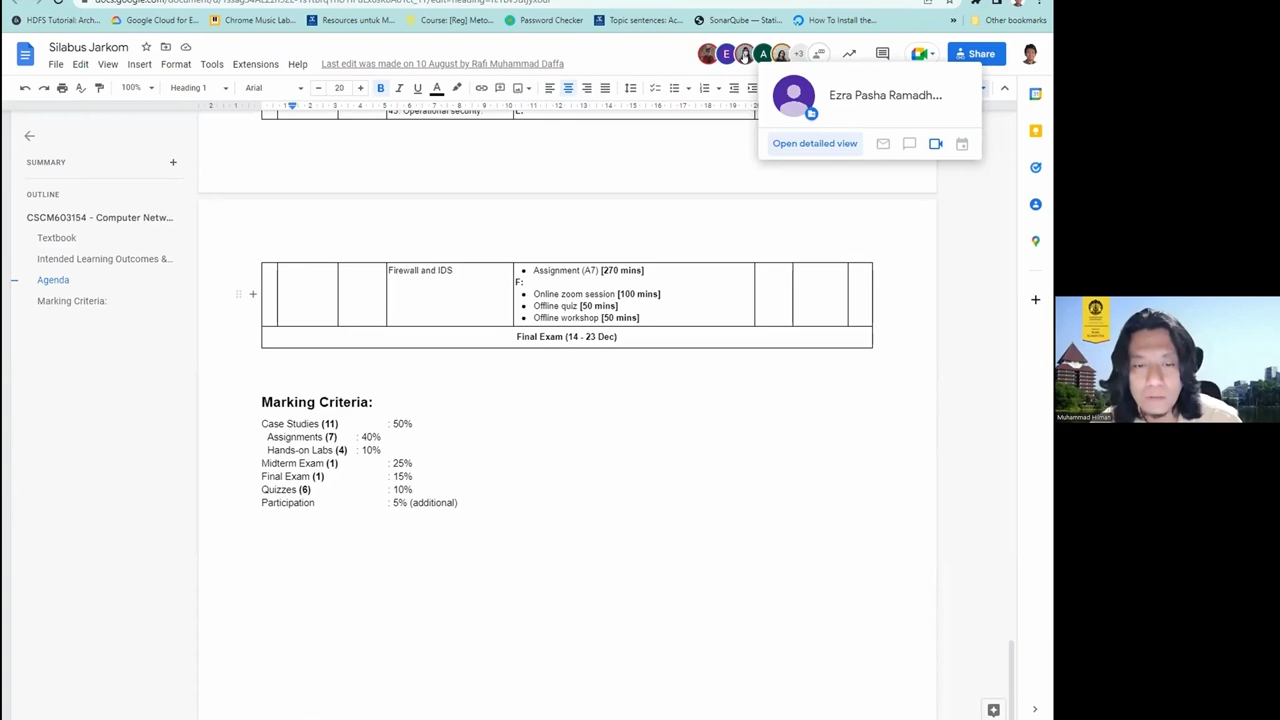 HDFS Tutorial: Arch...
Google Cloud for E...
Chrome Music Lab...
Resources untuk M...
Course: [Reg] Meto...
Password Checker
Topic sentences: Ac...
SonarQube — Stati...
How To Install the...
»
Other bookmarks
Silabus Jarkom
E
A
+3
Share
File Edit View Insert Format Tools Extensions Help
Last edit was made on 10 August by Rafi Muhammad Daffa
100%
Heading 1
Arial
20
B I U A
Ezra Pasha Ramadh...
Open detailed view
SUMMARY
OUTLINE
CSCM603154 - Computer Netw...
Textbook
Intended Learning Outcomes &...
Agenda
Marking Criteria:
45. Operational security:
E:
Firewall and IDS
Assignment (A7) [270 mins]
F:
Online zoom session [100 mins]
Offline quiz [50 mins]
Offline workshop [50 mins]
Final Exam (14 - 23 Dec)
Marking Criteria:
Case Studies (11) : 50%
Assignments (7) : 40%
Hands-on Labs (4) : 10%
Midterm Exam (1) : 25%
Final Exam (1) : 15%
Quizzes (6) : 10%
Participation : 5% (additional)
Muhammad Hilman